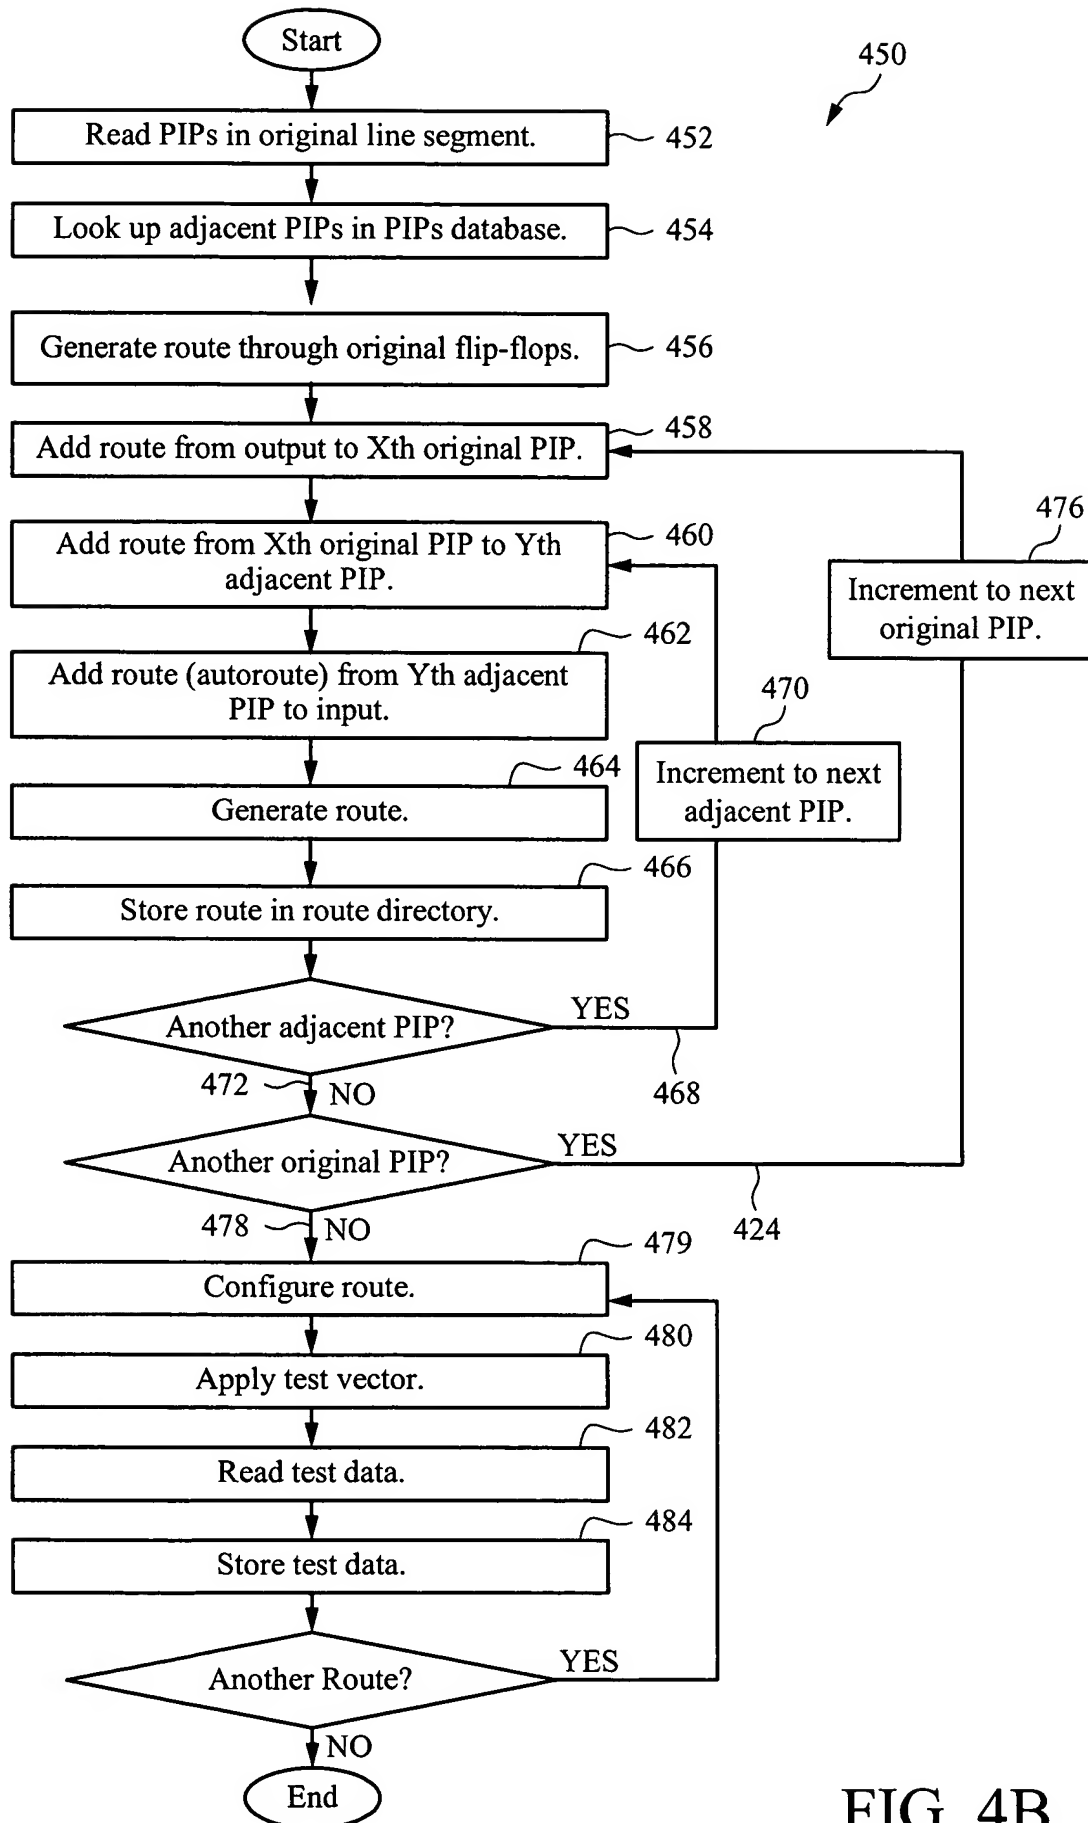 Start
450
Read PIPs in original line segment.
452
Look up adjacent PIPs in PIPs database.
454
Generate route through original flip-flops.
456
Add route from output to Xth original PIP.
458
Add route from Xth original PIP to Yth
adjacent PIP.
460
476
Increment to next
original PIP.
Add route (autoroute) from Yth adjacent
PIP to input.
462
470
Increment to next
adjacent PIP.
Generate route.
464
Store route in route directory.
466
Another adjacent PIP?
YES
468
472
NO
Another original PIP?
YES
424
478
NO
Configure route.
479
Apply test vector.
480
Read test data.
482
Store test data.
484
Another Route?
YES
NO
End
FIG. 4B